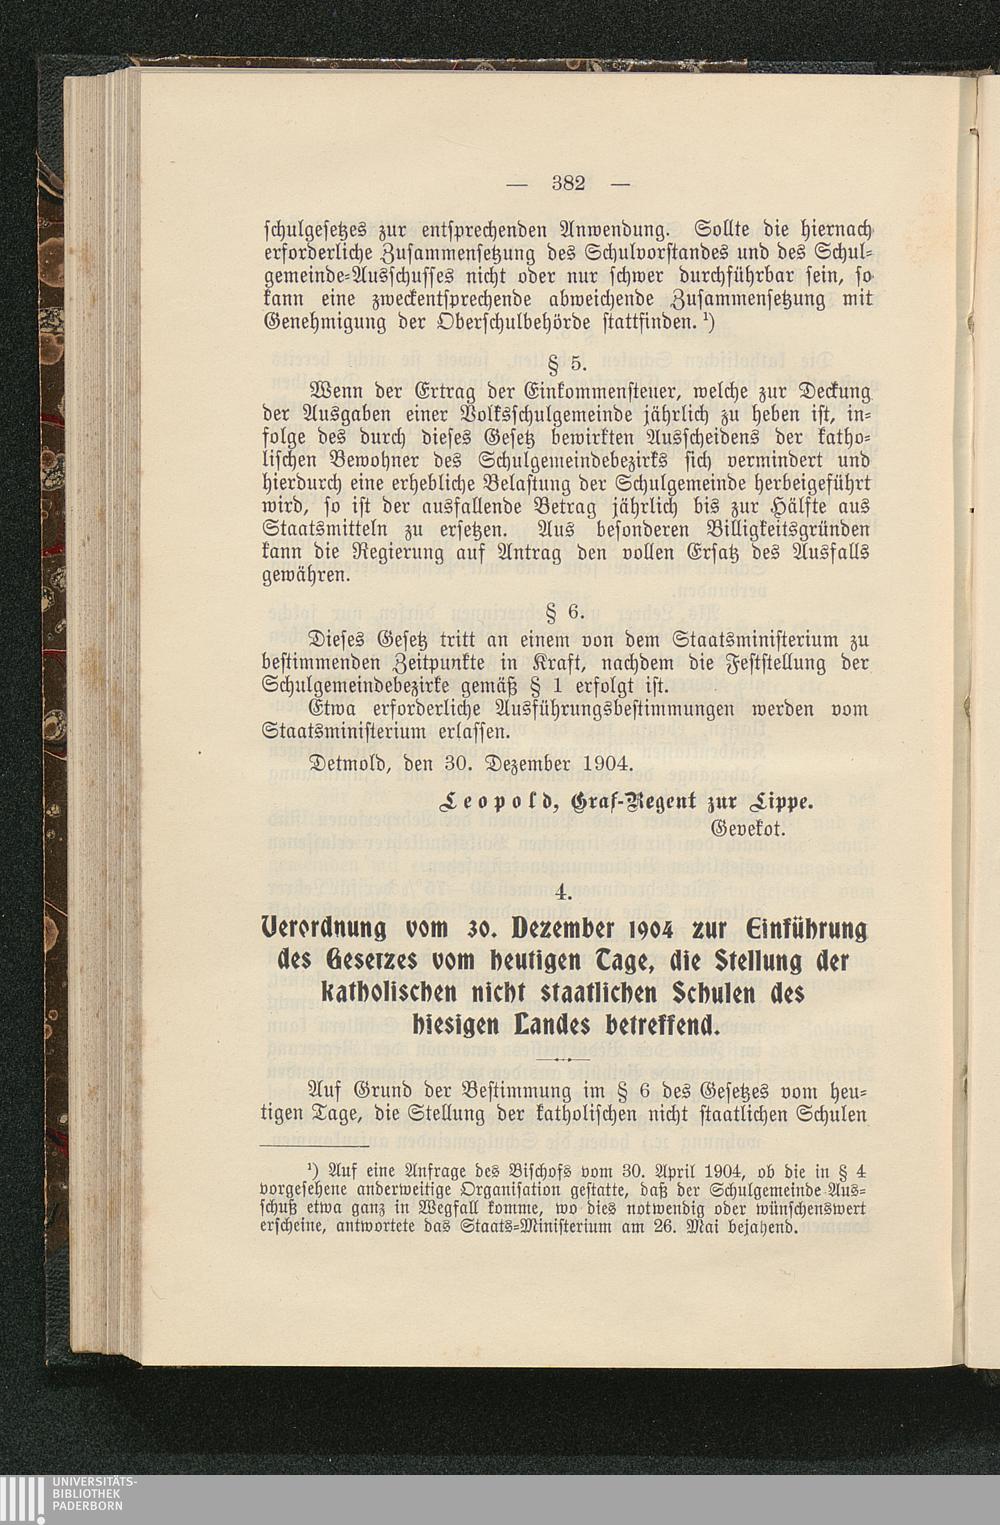 — 382 —
schulgesetzes zur entsprechenden Anwendung. Sollte die hiernach
erforderliche Zusammensetzung des Schulvorstandes und des Schul-
gemeinde-Ausschusses nicht oder nur schwer durchführbar sein, so
kann eine zweckentsprechende abweichende Zusammensetzung mit
Genehmigung der Oberschulbehörde stattfinden. ¹)
§ 5.
Wenn der Ertrag der Einkommensteuer, welche zur Deckung
der Ausgaben einer Volksschulgemeinde jährlich zu heben ist, in-
folge des durch dieses Gesetz bewirkten Ausscheidens der katho-
lischen Bewohner des Schulgemeindebezirks sich vermindert und
hierdurch eine erhebliche Belastung der Schulgemeinde herbeigeführt
wird, so ist der ausfallende Betrag jährlich bis zur Hälfte aus
Staatsmitteln zu ersetzen. Aus besonderen Billigkeitsgründen
kann die Regierung auf Antrag den vollen Ersatz des Ausfalls
gewähren.
§ 6.
Dieses Gesetz tritt an einem von dem Staatsministerium zu
bestimmenden Zeitpunkte in Kraft, nachdem die Feststellung der
Schulgemeindebezirke gemäß § 1 erfolgt ist.
Etwa erforderliche Ausführungsbestimmungen werden vom
Staatsministerium erlassen.
Detmold, den 30. Dezember 1904.
Leopold, Graf-Regent zur Lippe.
Gevekot.
4.
Verordnung vom 30. Dezember 1904 zur Einführung
des Gesetzes vom heutigen Tage, die Stellung der
katholischen nicht staatlichen Schulen des
hiesigen Landes betreffend.
Auf Grund der Bestimmung im § 6 des Gesetzes vom heu-
tigen Tage, die Stellung der katholischen nicht staatlichen Schulen
¹) Auf eine Anfrage des Bischofs vom 30. April 1904, ob die in § 4
vorgesehene anderweitige Organisation gestatte, daß der Schulgemeinde-Aus-
schuß etwa ganz in Wegfall komme, wo dies notwendig oder wünschenswert
erscheine, antwortete das Staats-Ministerium am 26. Mai bejahend.
UNIVERSITÄTS-
BIBLIOTHEK
PADERBORN